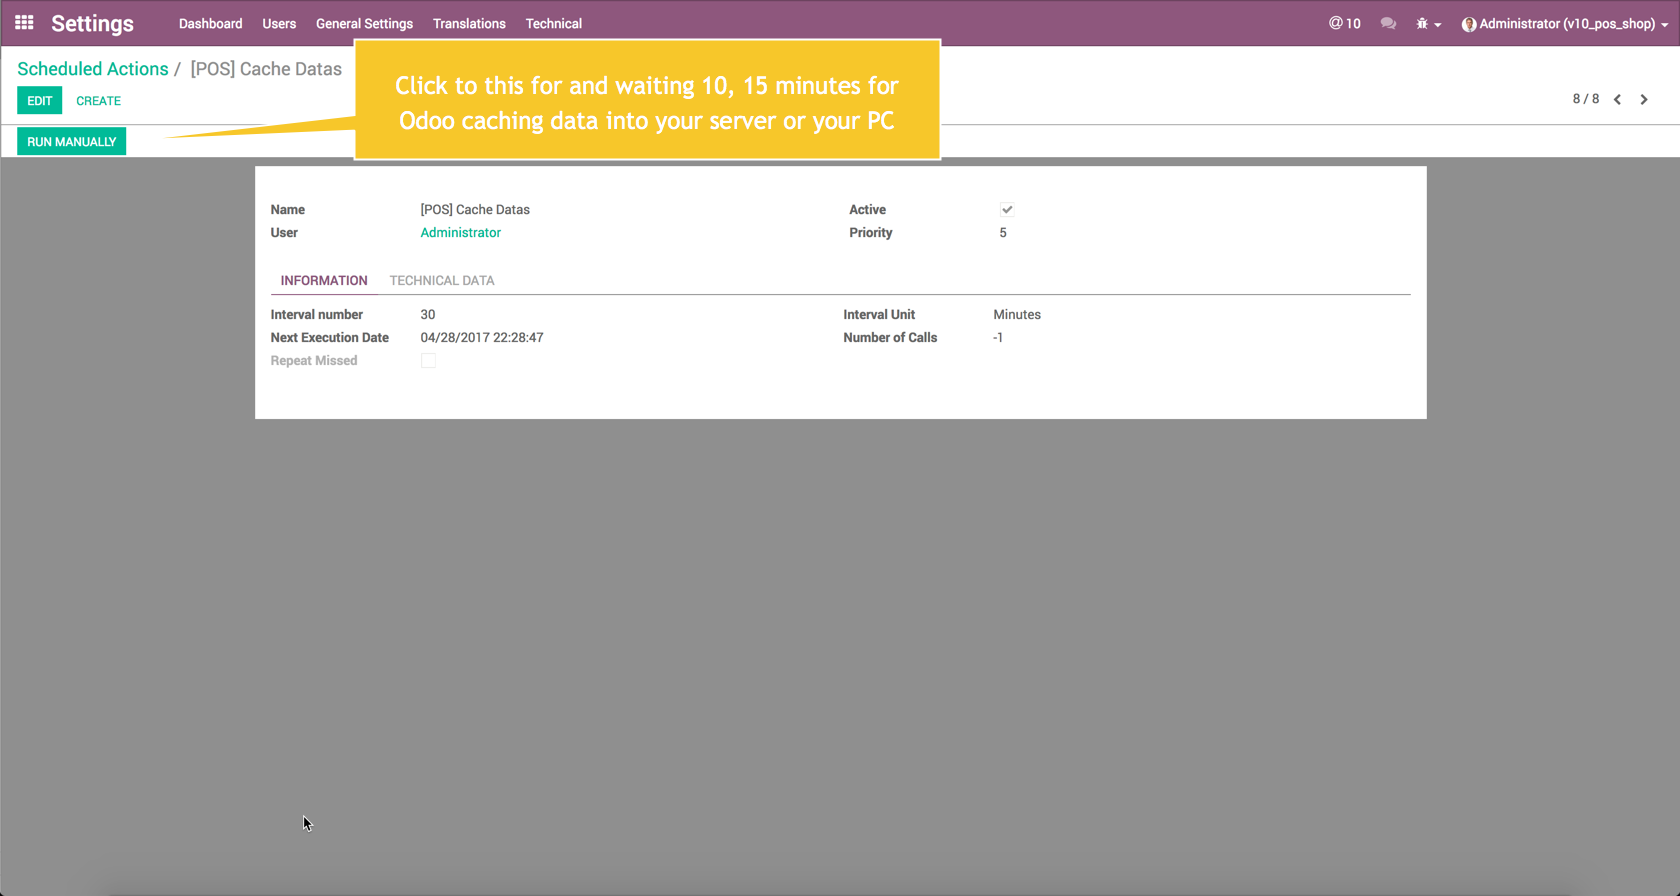 Settings
Dashboard Users General Settings Translations Technical
@ 10
Administrator (v10_pos_shop)
Scheduled Actions / [POS] Cache Datas
EDIT CREATE
8 / 8
RUN MANUALLY
Click to this for and waiting 10, 15 minutes for
Odoo caching data into your server or your PC
Name [POS] Cache Datas
Active
User Administrator
Priority 5
INFORMATION TECHNICAL DATA
Interval number 30
Interval Unit Minutes
Next Execution Date 04/28/2017 22:28:47
Number of Calls -1
Repeat Missed